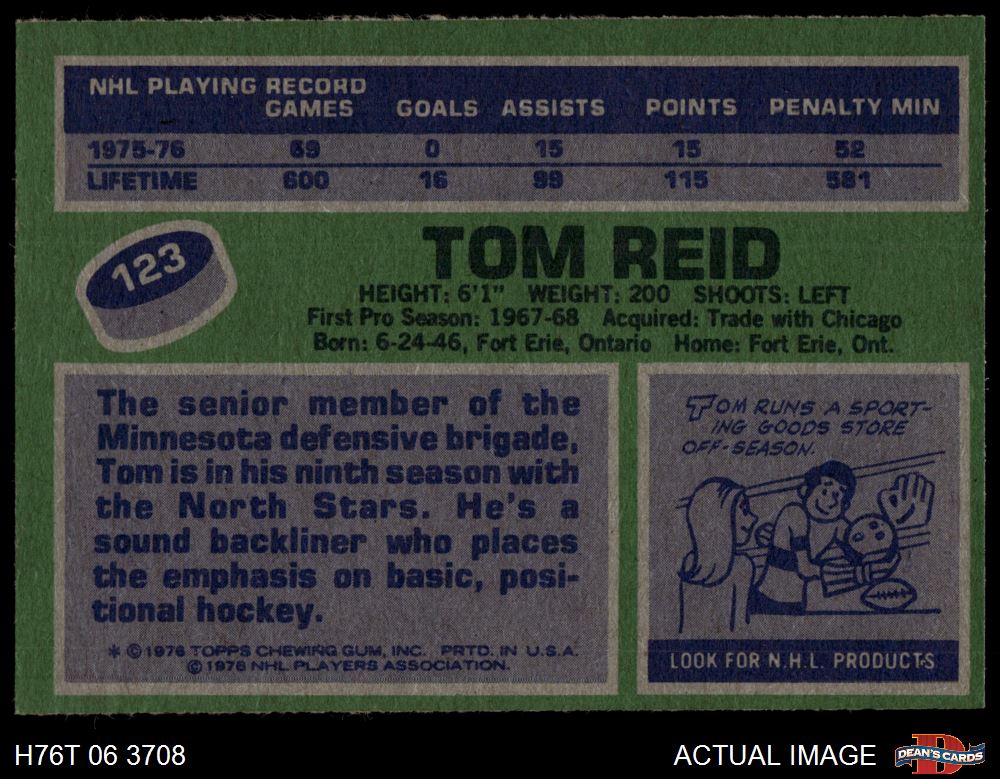 NHL PLAYING RECORD
GAMES GOALS ASSISTS POINTS PENALTY MIN
1975-76 69 0 15 15 52
LIFETIME 600 16 99 115 581
123
TOM REID
HEIGHT: 6'1" WEIGHT: 200 SHOOTS: LEFT
First Pro Season: 1967-68 Acquired: Trade with Chicago
Born: 6-24-46, Fort Erie, Ontario Home: Fort Erie, Ont.
The senior member of the
Minnesota defensive brigade,
Tom is in his ninth season with
the North Stars. He's a
sound backliner who places
the emphasis on basic, posi-
tional hockey.
* ©1976 TOPPS CHEWING GUM, INC. PRTD. IN U.S.A.
©1976 NHL PLAYERS ASSOCIATION.
TOM RUNS A SPORT-
ING GOODS STORE
OFF-SEASON.
LOOK FOR N.H.L. PRODUCTS
H76T 06 3708
ACTUAL IMAGE
D
DEAN'S CARDS